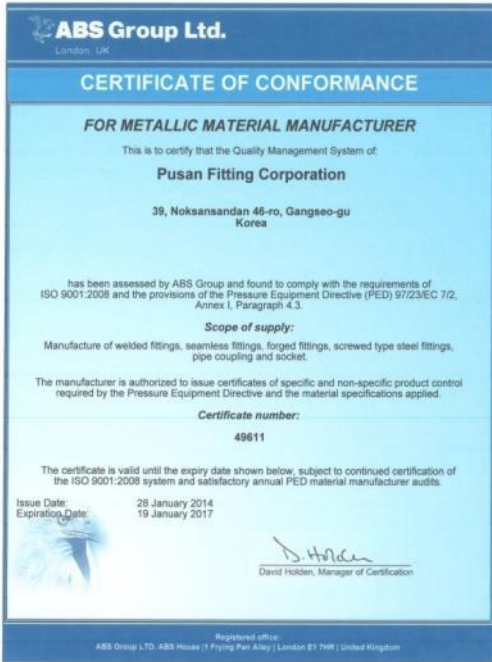 ABS Group Ltd.
London, UK
CERTIFICATE OF CONFORMANCE
FOR METALLIC MATERIAL MANUFACTURER
This is to certify that the Quality Management System of:
Pusan Fitting Corporation
39, Noksansandan 46-ro, Gangseo-gu
Korea
has been assessed by ABS Group and found to comply with the requirements of
ISO 9001:2008 and the provisions of the Pressure Equipment Directive (PED) 97/23/EC 7/2,
Annex I, Paragraph 4.3.
Scope of supply:
Manufacture of welded fittings, seamless fittings, forged fittings, screwed type steel fittings,
pipe coupling and socket.
The manufacturer is authorized to issue certificates of specific and non-specific product control
required by the Pressure Equipment Directive and the material specifications applied.
Certificate number:
49611
The certificate is valid until the expiry date shown below, subject to continued certification of
the ISO 9001:2008 system and satisfactory annual PED material manufacturer audits.
Issue Date: 28 January 2014
Expiration Date: 19 January 2017
D. Holden
David Holden, Manager of Certification
Registered office:
ABS Group LTD. ABS House |1 Frying Pan Alley | London E1 7HR | United Kingdom